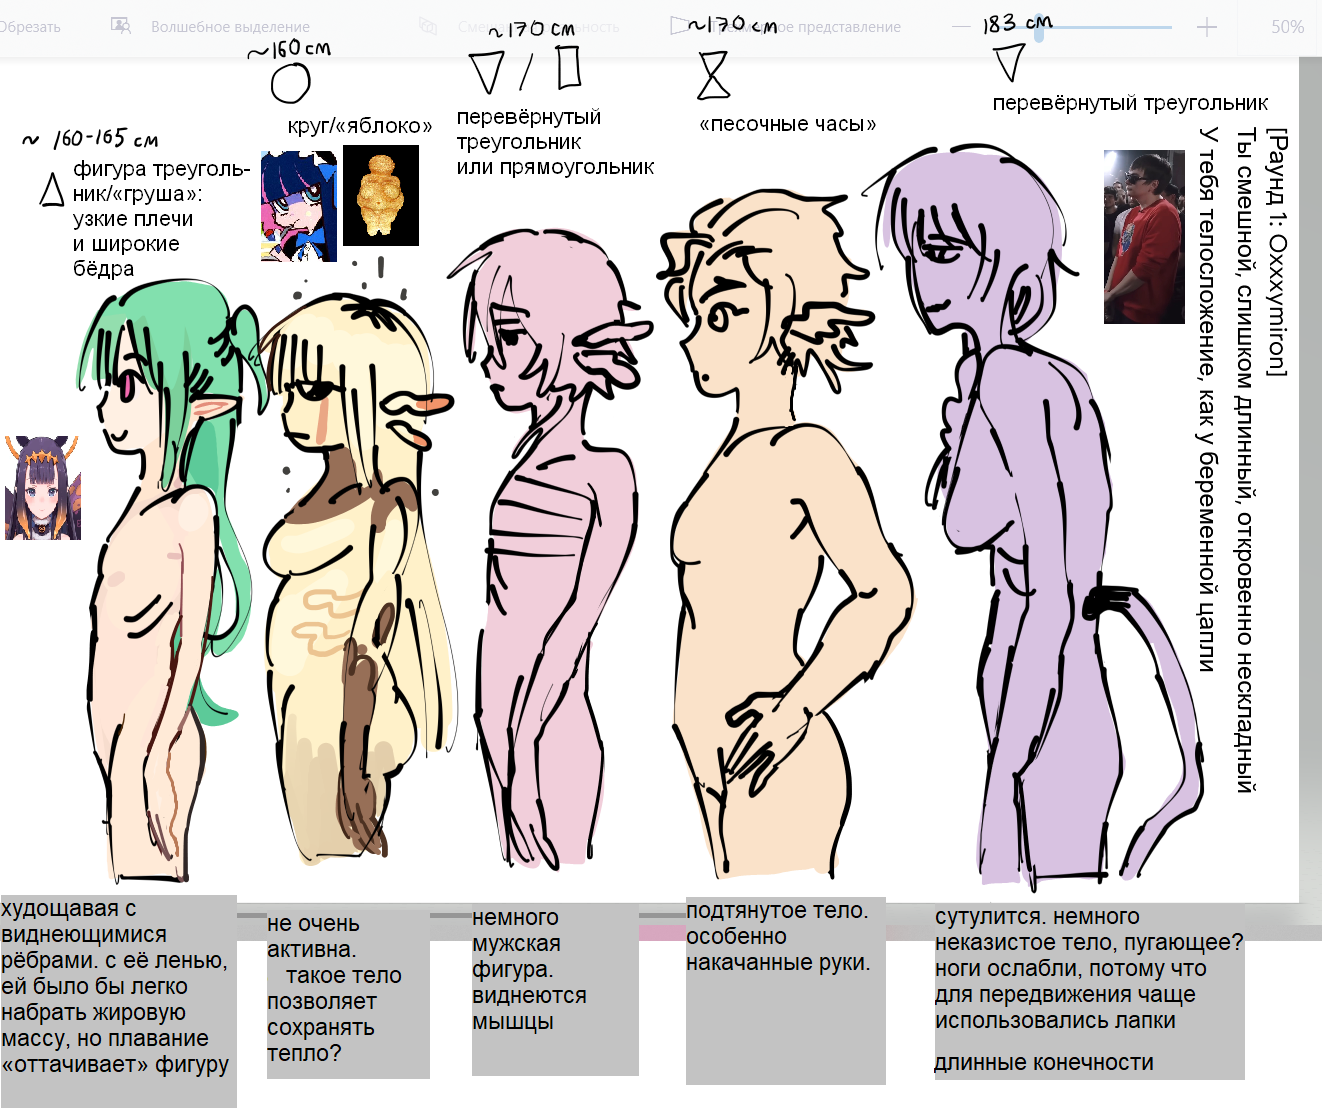 Обрезать
Волшебное выделение
Трехмерное представление
50%
~160 см
~170 см
~170 см
183 см
~ 160-165 см
фигура треуголь-
ник/«груша»:
узкие плечи
и широкие
бёдра
круг/«яблоко»
перевёрнутый
треугольник
или прямоугольник
«песочные часы»
перевёрнутый треугольник
[Раунд 1: Oxxxymiron]
Ты смешной, слишком длинный, откровенно нескладный
У тебя телосложение, как у беременной цапли
худощавая с
виднеющимися
рёбрами. с её ленью,
ей было бы легко
набрать жировую
массу, но плавание
«оттачивает» фигуру
не очень
активна.
такое тело
позволяет
сохранять
тепло?
немного
мужская
фигура.
виднеются
мышцы
подтянутое тело.
особенно
накачанные руки.
сутулится. немного
неказистое тело, пугающее?
ноги ослабли, потому что
для передвижения чаще
использовались лапки
длинные конечности